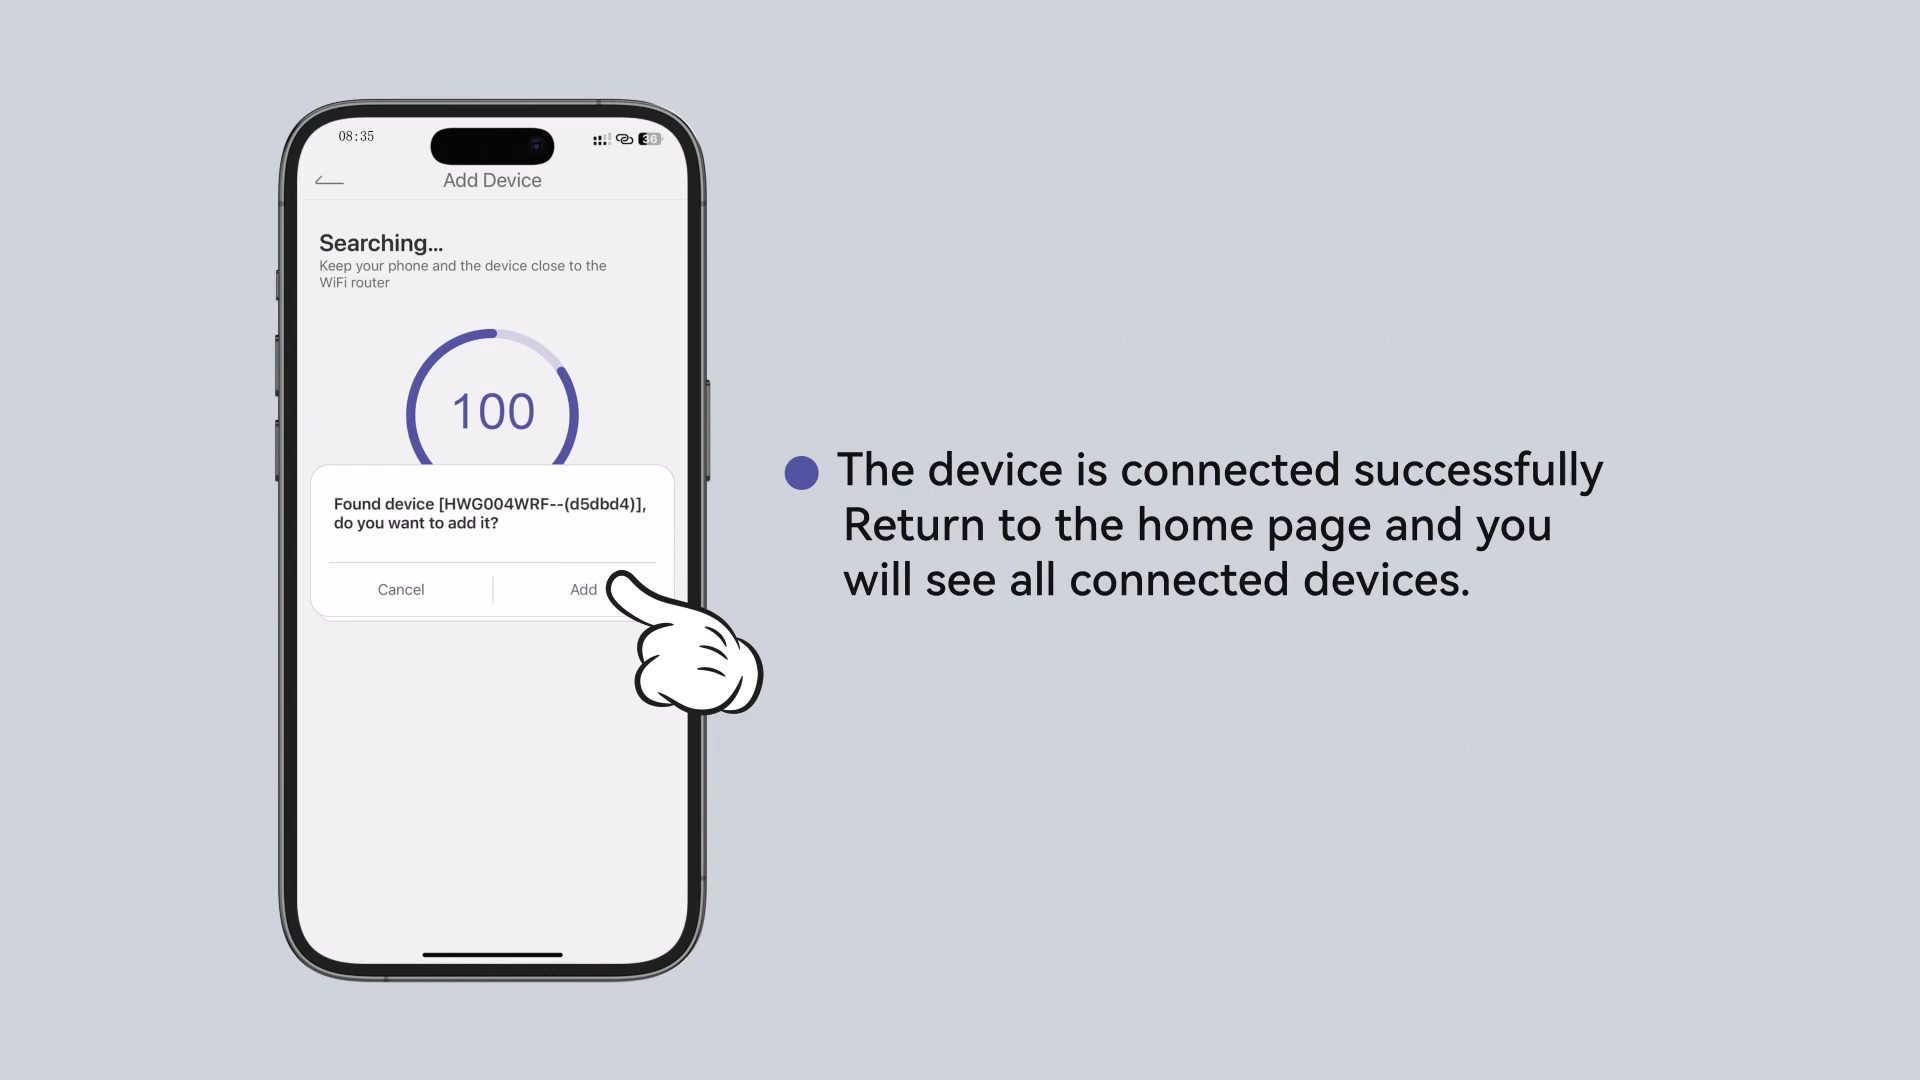 08:35
36
Add Device
Searching...
Keep your phone and the device close to the
WiFi router
100
Found device [HWG004WRF--(d5dbd4)],
do you want to add it?
Cancel
Add
The device is connected successfully
Return to the home page and you
will see all connected devices.